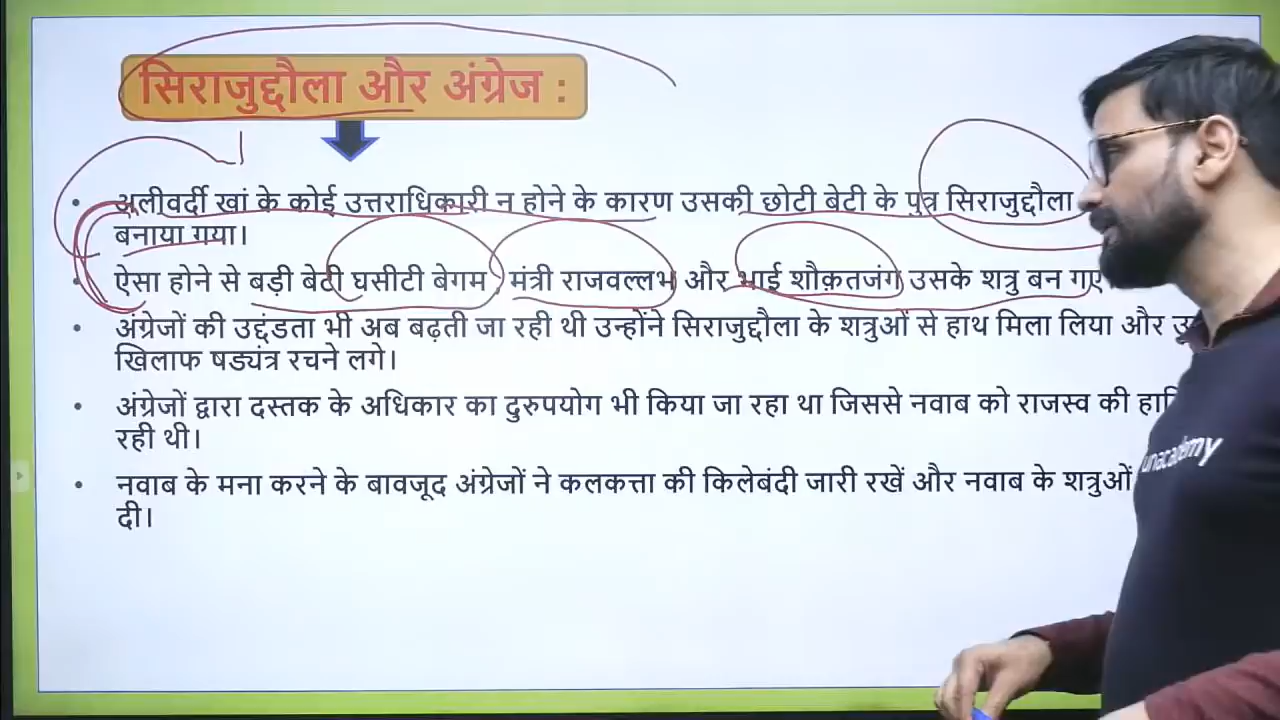 सिराजुद्दौला और अंग्रेज :
• अलीवर्दी खां के कोई उत्तराधिकारी न होने के कारण उसकी छोटी बेटी के पुत्र सिराजुद्दौला
बनाया गया।
• ऐसा होने से बड़ी बेटी घसीटी बेगम, मंत्री राजवल्लभ और भाई शौक़तजंग उसके शत्रु बन गए
• अंग्रेजों की उद्दंडता भी अब बढ़ती जा रही थी उन्होंने सिराजुद्दौला के शत्रुओं से हाथ मिला लिया और
खिलाफ षड्यंत्र रचने लगे।
• अंग्रेजों द्वारा दस्तक के अधिकार का दुरुपयोग भी किया जा रहा था जिससे नवाब को राजस्व की
रही थी।
• नवाब के मना करने के बावजूद अंग्रेजों ने कलकत्ता की किलेबंदी जारी रखें और नवाब के शत्रुओं
दी।
unacademy